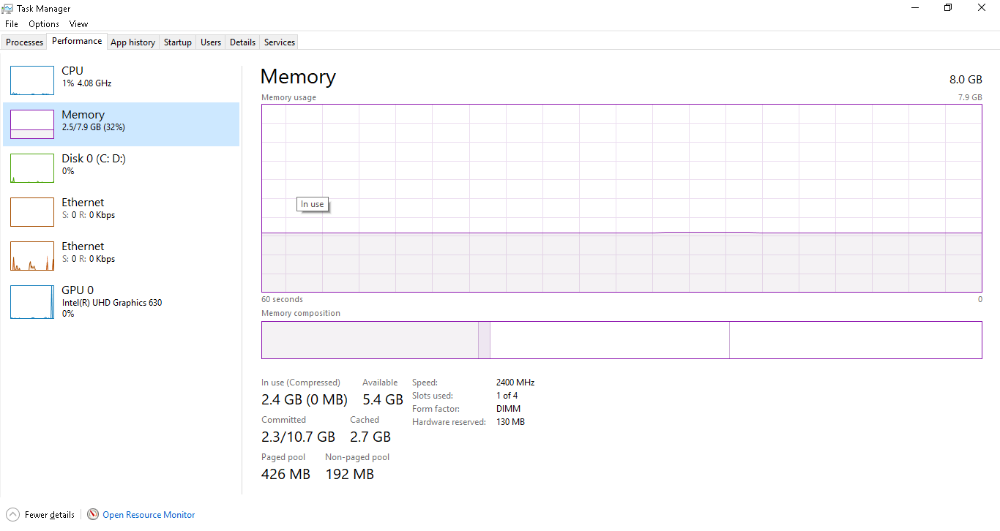 Task Manager
File Options View
Processes Performance App history Startup Users Details Services
CPU
1% 4.08 GHz
Memory
2.5/7.9 GB (32%)
Disk 0 (C: D:)
0%
Ethernet
S: 0 R: 0 Kbps
Ethernet
S: 0 R: 0 Kbps
GPU 0
Intel(R) UHD Graphics 630
0%
Memory 8.0 GB
Memory usage 7.9 GB
In use
60 seconds 0
Memory composition
In use (Compressed) Available
2.4 GB (0 MB) 5.4 GB
Committed Cached
2.3/10.7 GB 2.7 GB
Paged pool Non-paged pool
426 MB 192 MB
Speed: 2400 MHz
Slots used: 1 of 4
Form factor: DIMM
Hardware reserved: 130 MB
Fewer details Open Resource Monitor